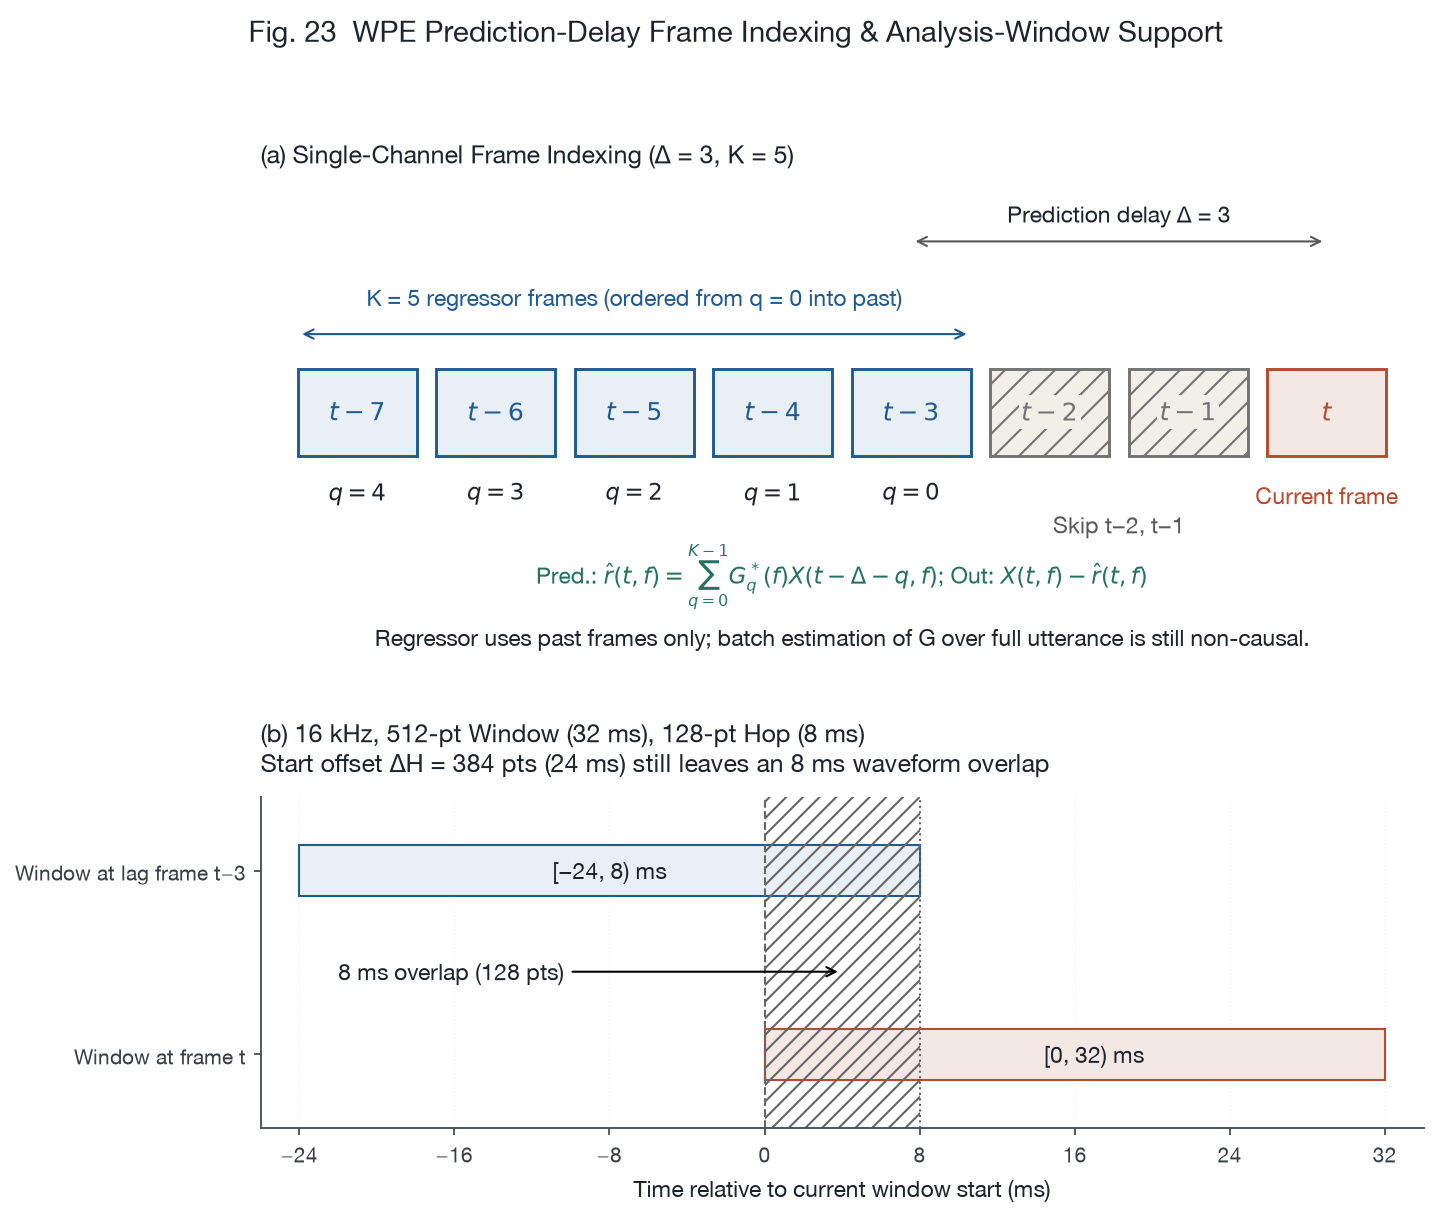 Fig. 23 WPE Prediction-Delay Frame Indexing & Analysis-Window Support
(a) Single-Channel Frame Indexing (Δ = 3, K = 5)
Prediction delay Δ = 3
K = 5 regressor frames (ordered from q = 0 into past)
t − 7 t − 6 t − 5 t − 4 t − 3 t − 2 t − 1 t
q = 4 q = 3 q = 2 q = 1 q = 0
Current frame
Skip t−2, t−1
Pred.: r̂(t, f) = ∑_{q=0}^{K−1} G_q^*(f)X(t − Δ − q, f); Out: X(t, f) − r̂(t, f)
Regressor uses past frames only; batch estimation of G over full utterance is still non-causal.
(b) 16 kHz, 512-pt Window (32 ms), 128-pt Hop (8 ms)
Start offset ΔH = 384 pts (24 ms) still leaves an 8 ms waveform overlap
Window at lag frame t−3
[−24, 8) ms
8 ms overlap (128 pts)
Window at frame t
[0, 32) ms
−24 −16 −8 0 8 16 24 32
Time relative to current window start (ms)